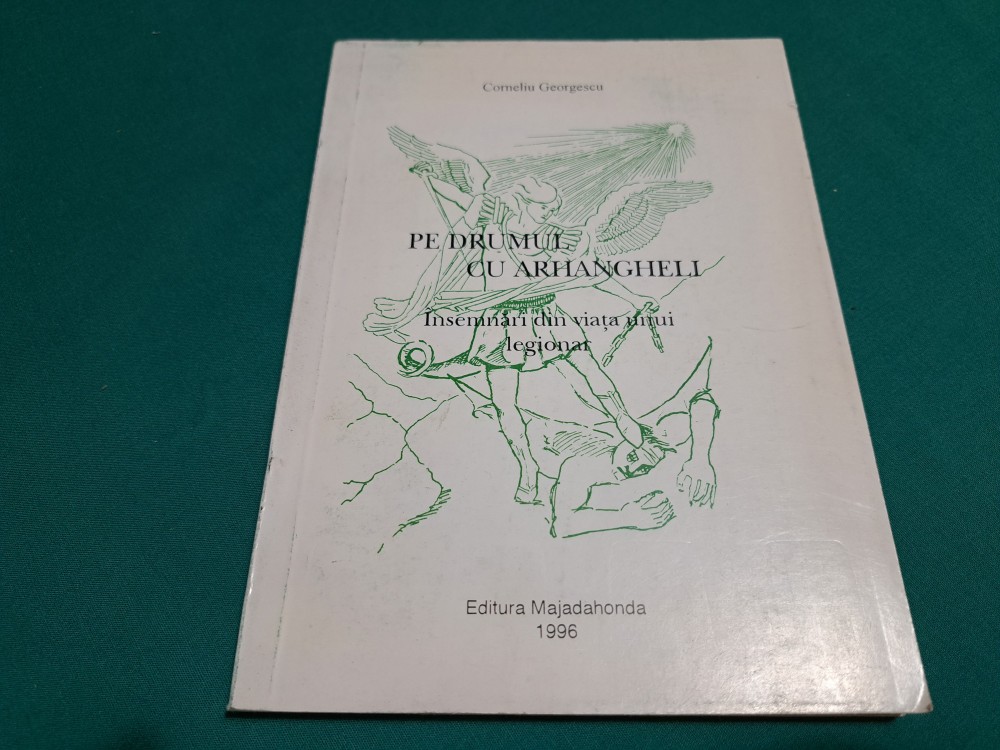 Corneliu Georgescu
PE DRUMUL
CU ARHANGHELI
Însemnări din viața unui
legionar
Editura Majadahonda
1996